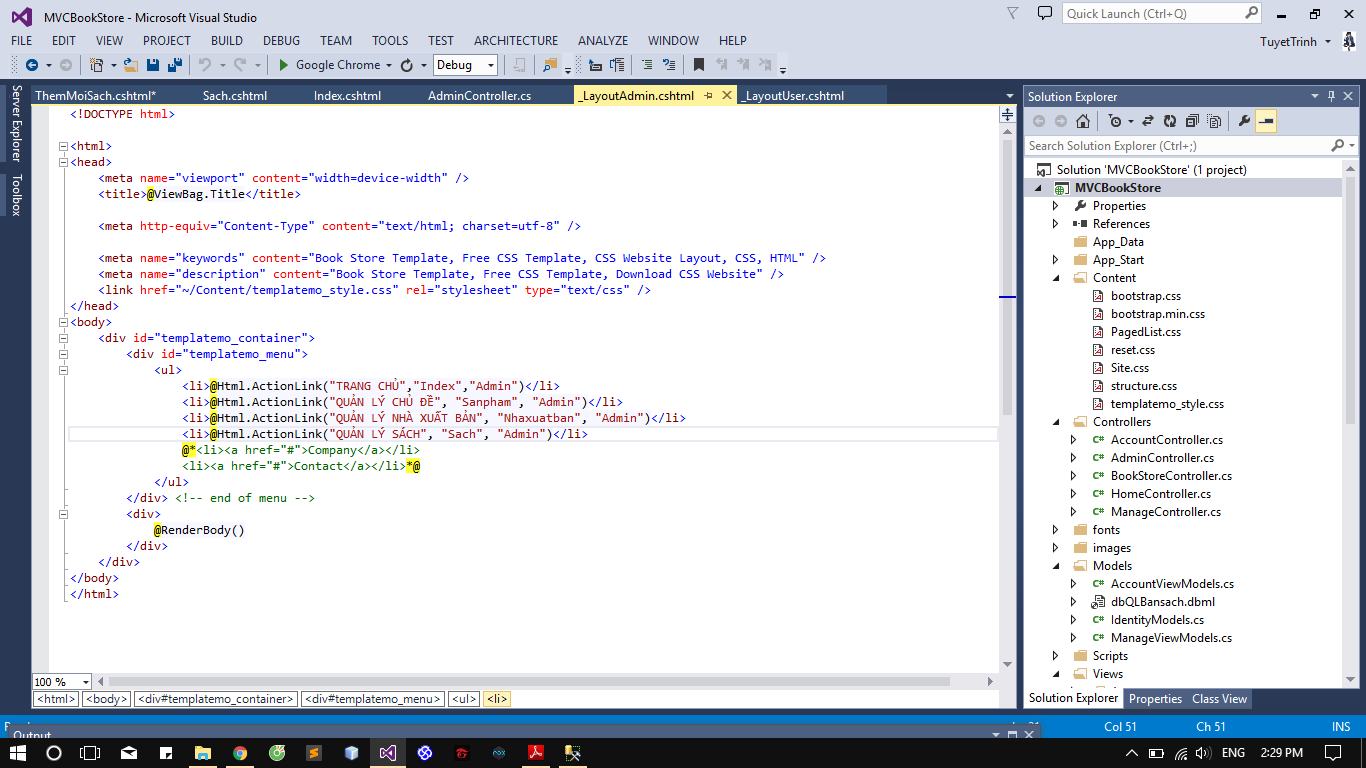 MVCBookStore - Microsoft Visual Studio
Quick Launch (Ctrl+Q)
FILE EDIT VIEW PROJECT BUILD DEBUG TEAM TOOLS TEST ARCHITECTURE ANALYZE WINDOW HELP
TuyetTrinh
Google Chrome Debug
Server Explorer
Toolbox
ThemMoiSach.cshtml* Sach.cshtml Index.cshtml AdminController.cs _LayoutAdmin.cshtml _LayoutUser.cshtml
<!DOCTYPE html>
<html>
<head>
<meta name="viewport" content="width=device-width" />
<title>@ViewBag.Title</title>
<meta http-equiv="Content-Type" content="text/html; charset=utf-8" />
<meta name="keywords" content="Book Store Template, Free CSS Template, CSS Website Layout, CSS, HTML" />
<meta name="description" content="Book Store Template, Free CSS Template, Download CSS Website" />
<link href="~/Content/templatemo_style.css" rel="stylesheet" type="text/css" />
</head>
<body>
<div id="templatemo_container">
<div id="templatemo_menu">
<ul>
<li>@Html.ActionLink("TRANG CHỦ","Index","Admin")</li>
<li>@Html.ActionLink("QUẢN LÝ CHỦ ĐỀ", "Sanpham", "Admin")</li>
<li>@Html.ActionLink("QUẢN LÝ NHÀ XUẤT BẢN", "Nhaxuatban", "Admin")</li>
<li>@Html.ActionLink("QUẢN LÝ SÁCH", "Sach", "Admin")</li>
@*<li><a href="#">Company</a></li>
<li><a href="#">Contact</a></li>*@
</ul>
</div> <!-- end of menu -->
<div>
@RenderBody()
</div>
</div>
</body>
</html>
100 %
<html> <body> <div#templatemo_container> <div#templatemo_menu> <ul> <li>
Solution Explorer
Search Solution Explorer (Ctrl+;)
Solution 'MVCBookStore' (1 project)
MVCBookStore
Properties
References
App_Data
App_Start
Content
bootstrap.css
bootstrap.min.css
PagedList.css
reset.css
Site.css
structure.css
templatemo_style.css
Controllers
AccountController.cs
AdminController.cs
BookStoreController.cs
HomeController.cs
ManageController.cs
fonts
images
Models
AccountViewModels.cs
dbQLBansach.dbml
IdentityModels.cs
ManageViewModels.cs
Scripts
Views
Solution Explorer Properties Class View
Col 51 Ch 51 INS
Output
ENG 2:29 PM